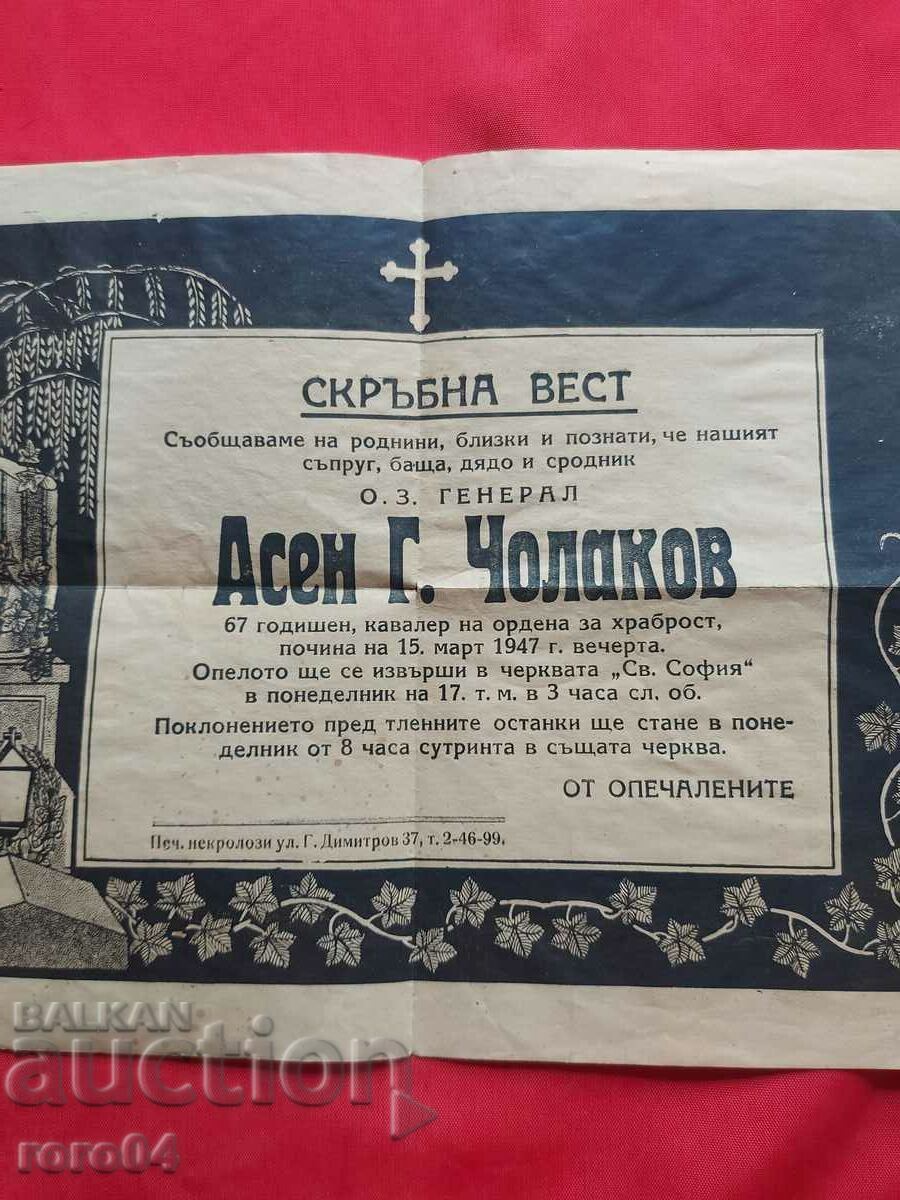 СКРЪБНА ВЕСТ
Съобщаваме на роднини, близки и познати, че нашият
съпруг, баща, дядо и сродник
О. З. ГЕНЕРАЛ
Асен Г. Чолаков
67 годишен, кавалер на ордена за храброст,
почина на 15. март 1947 г. вечерта.
Опелото ще се извърши в черквата „Св. София“
в понеделник на 17. т. м. в 3 часа сл. об.
Поклонението пред тленните останки ще стане в поне-
делник от 8 часа сутринта в същата черква.
ОТ ОПЕЧАЛЕНИТЕ
Печ. некролози ул. Г. Димитров 37, т. 2-46-99.
BALKAN
auction
roro04